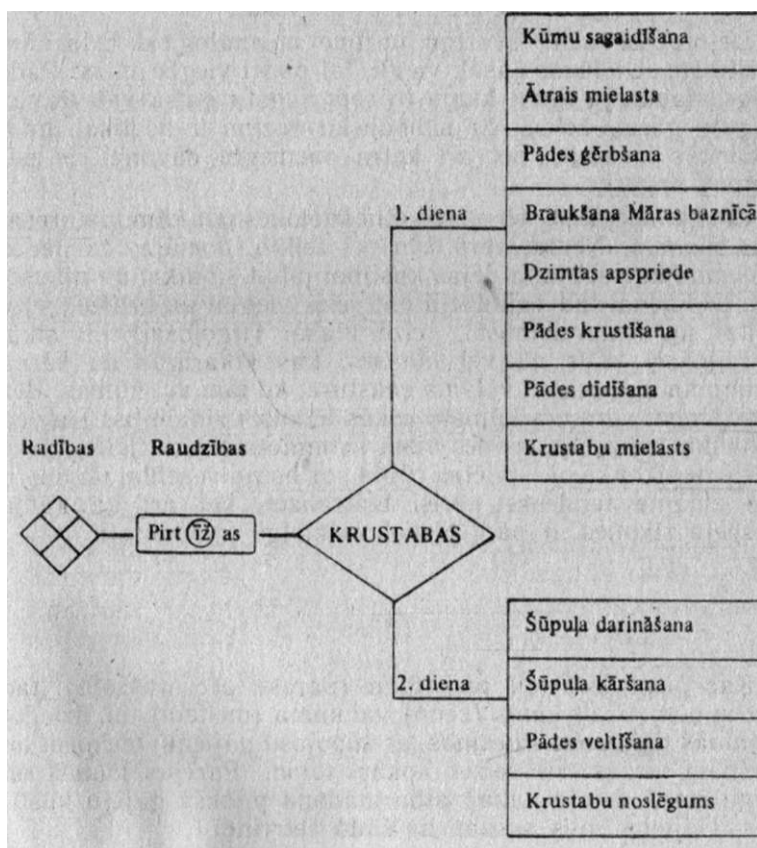 Kūmu sagaidīšana
Ātrais mielasts
Pādes ģērbšana
1. diena
Braukšana Māras baznīcā
Dzimtas apspriede
Pādes krustīšana
Pādes dīdīšana
Krustabu mielasts
Radības
Raudzības
Pirt īž as
KRUSTABAS
Šūpuļa darināšana
2. diena
Šūpuļa kāršana
Pādes veltīšana
Krustabu noslēgums